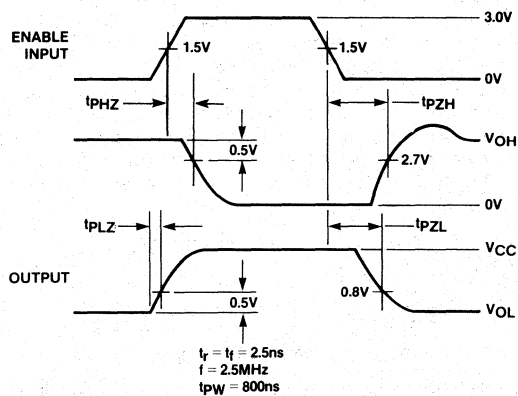 ENABLE
INPUT
1.5V
1.5V
3.0V
0V
tPHZ
tPZH
0.5V
VOH
2.7V
0V
tPLZ
tPZL
VCC
OUTPUT
0.5V
0.8V
VOL
tr = tf = 2.5ns
f = 2.5MHz
tPW = 800ns